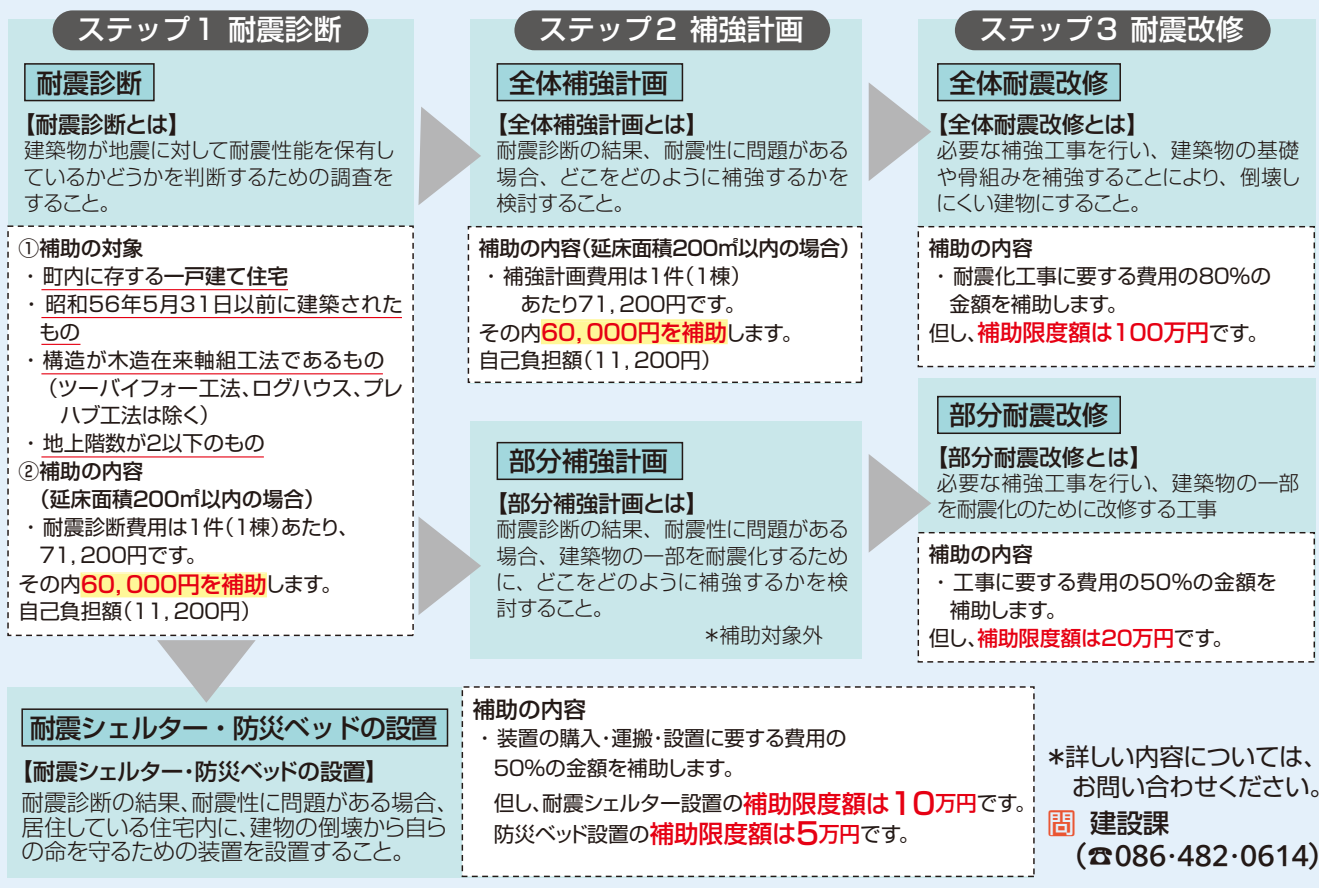 ステップ1 耐震診断
耐震診断
【耐震診断とは】
建築物が地震に対して耐震性能を保有し
ているかどうかを判断するための調査を
すること。
①補助の対象
・町内に存する一戸建て住宅
・昭和56年5月31日以前に建築された
もの
・構造が木造在来軸組工法であるもの
(ツーバイフォー工法、ログハウス、プレ
ハブ工法は除く)
・地上階数が2以下のもの
②補助の内容
(延床面積200㎡以内の場合)
・耐震診断費用は1件(1棟)あたり、
71,200円です。
その内60,000円を補助します。
自己負担額(11,200円)
ステップ2 補強計画
全体補強計画
【全体補強計画とは】
耐震診断の結果、耐震性に問題がある
場合、どこをどのように補強するかを
検討すること。
補助の内容(延床面積200㎡以内の場合)
・補強計画費用は1件(1棟)
あたり71,200円です。
その内60,000円を補助します。
自己負担額(11,200円)
部分補強計画
【部分補強計画とは】
耐震診断の結果、耐震性に問題がある
場合、建築物の一部を耐震化するため
に、どこをどのように補強するかを検
討すること。
*補助対象外
ステップ3 耐震改修
全体耐震改修
【全体耐震改修とは】
必要な補強工事を行い、建築物の基礎
や骨組みを補強することにより、倒壊し
にくい建物にすること。
補助の内容
・耐震化工事に要する費用の80%の
金額を補助します。
但し、補助限度額は100万円です。
部分耐震改修
【部分耐震改修とは】
必要な補強工事を行い、建築物の一部
を耐震化のために改修する工事
補助の内容
・工事に要する費用の50%の金額を
補助します。
但し、補助限度額は20万円です。
耐震シェルター・防災ベッドの設置
【耐震シェルター・防災ベッドの設置】
耐震診断の結果、耐震性に問題がある場合、
居住している住宅内に、建物の倒壊から自ら
の命を守るための装置を設置すること。
補助の内容
・装置の購入・運搬・設置に要する費用の
50%の金額を補助します。
但し、耐震シェルター設置の補助限度額は10万円です。
防災ベッド設置の補助限度額は5万円です。
*詳しい内容については、
お問い合わせください。
問 建設課
(☎086・482・0614)